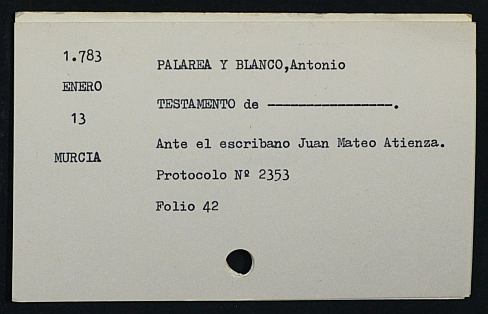 1.783
ENERO
13
MURCIA
PALAREA Y BLANCO,Antonio
TESTAMENTO de ----------------.
Ante el escribano Juan Mateo Atienza.
Protocolo Nº 2353
Folio 42